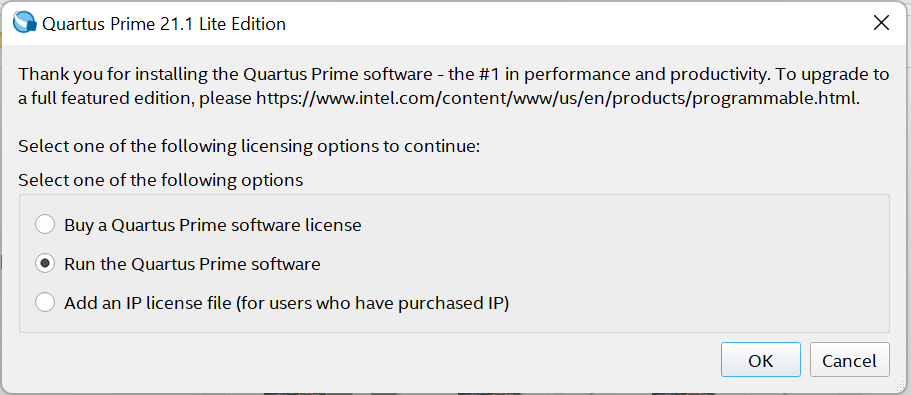 Quartus Prime 21.1 Lite Edition
Thank you for installing the Quartus Prime software - the #1 in performance and productivity. To upgrade to
a full featured edition, please https://www.intel.com/content/www/us/en/products/programmable.html.
Select one of the following licensing options to continue:
Select one of the following options
Buy a Quartus Prime software license
Run the Quartus Prime software
Add an IP license file (for users who have purchased IP)
OK Cancel